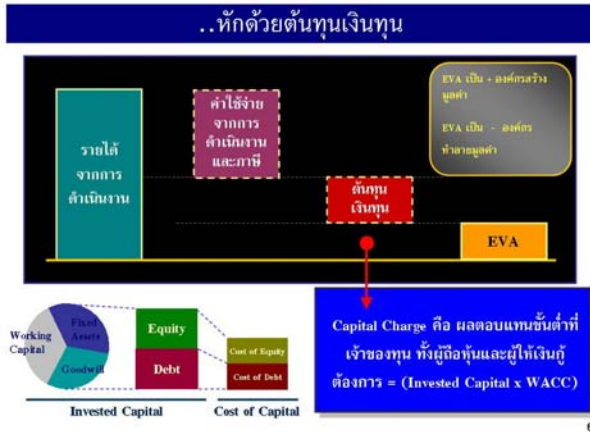 ..หักด้วยต้นทุนเงินทุน
รายได้
จากการ
ดำเนินงาน
ค่าใช้จ่าย
จากการ
ดำเนินงาน
และภาษี
ต้นทุน
เงินทุน
EVA
EVA เป็น + องค์กรสร้าง
มูลค่า
EVA เป็น - องค์กร
ทำลายมูลค่า
Working
Capital
Fixed
Assets
Goodwill
Equity
Debt
Cost of Equity
Cost of Debt
Invested Capital
Cost of Capital
Capital Charge คือ ผลตอบแทนขั้นต่ำที่
เจ้าของทุน ทั้งผู้ถือหุ้นและผู้ให้เงินกู้
ต้องการ = (Invested Capital x WACC)